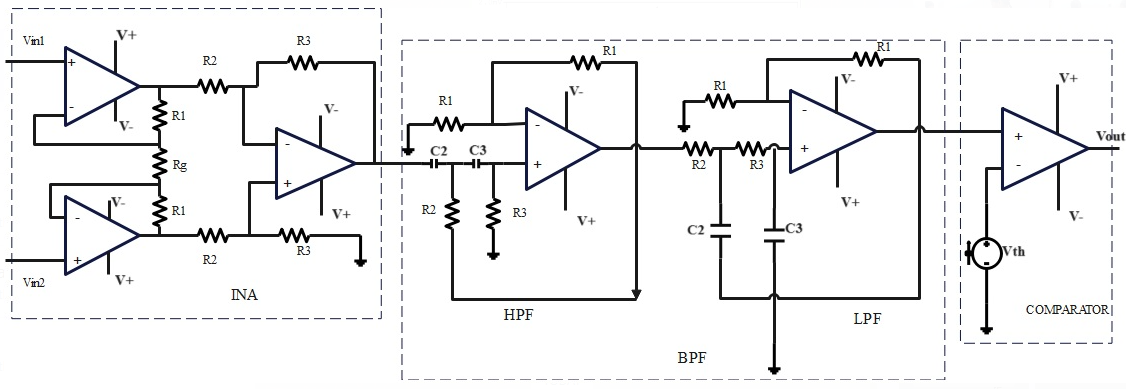 Vin1
V+
V-
R2
R3
R1
Rg
R1
V-
V+
V-
V+
R2
R3
Vin2
INA
R1
R1
V-
C2
C3
V+
R2
R3
HPF
R1
R1
V-
R2
R3
V+
C2
C3
LPF
BPF
V+
Vout
V-
Vth
COMPARATOR
+
-
-
+
-
+
-
+
-
+
+
-
+
-